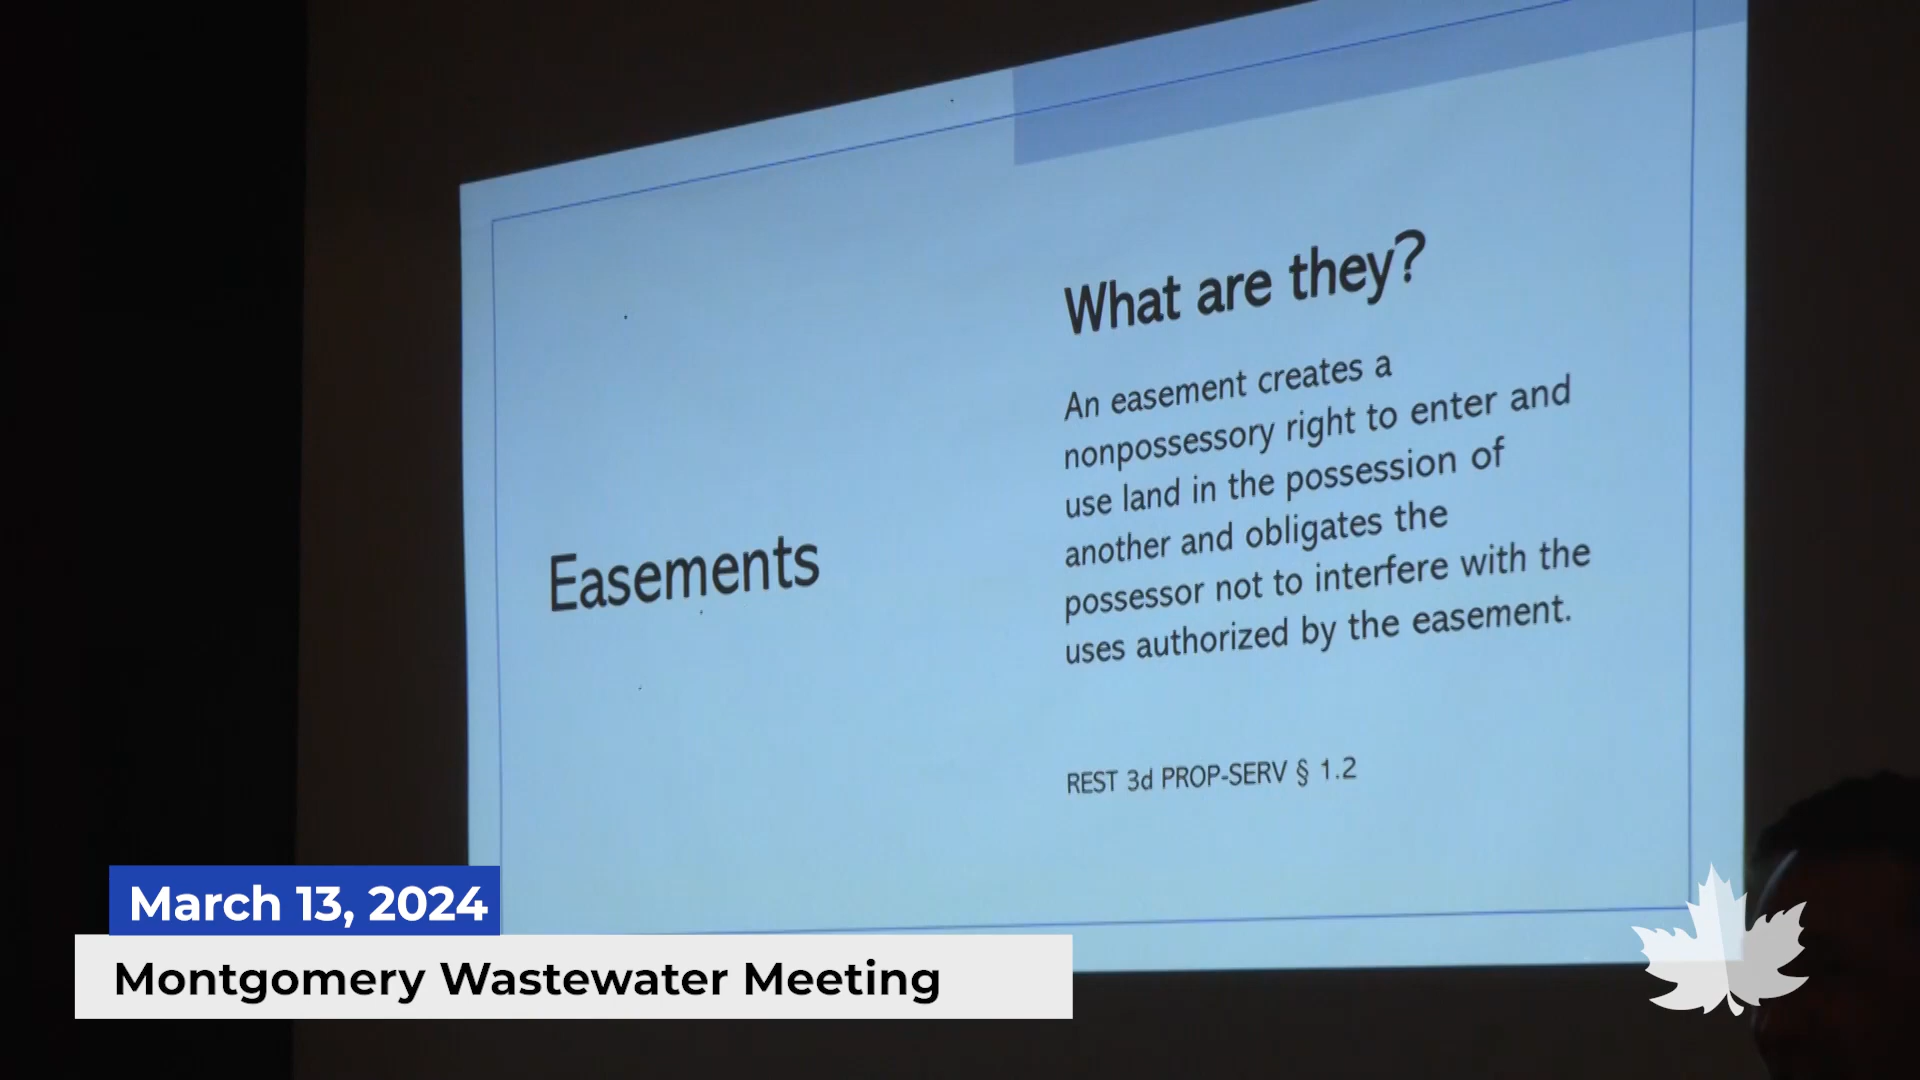 Easements
What are they?
An easement creates a
nonpossessory right to enter and
use land in the possession of
another and obligates the
possessor not to interfere with the
uses authorized by the easement.
REST 3d PROP-SERV § 1.2
March 13, 2024
Montgomery Wastewater Meeting